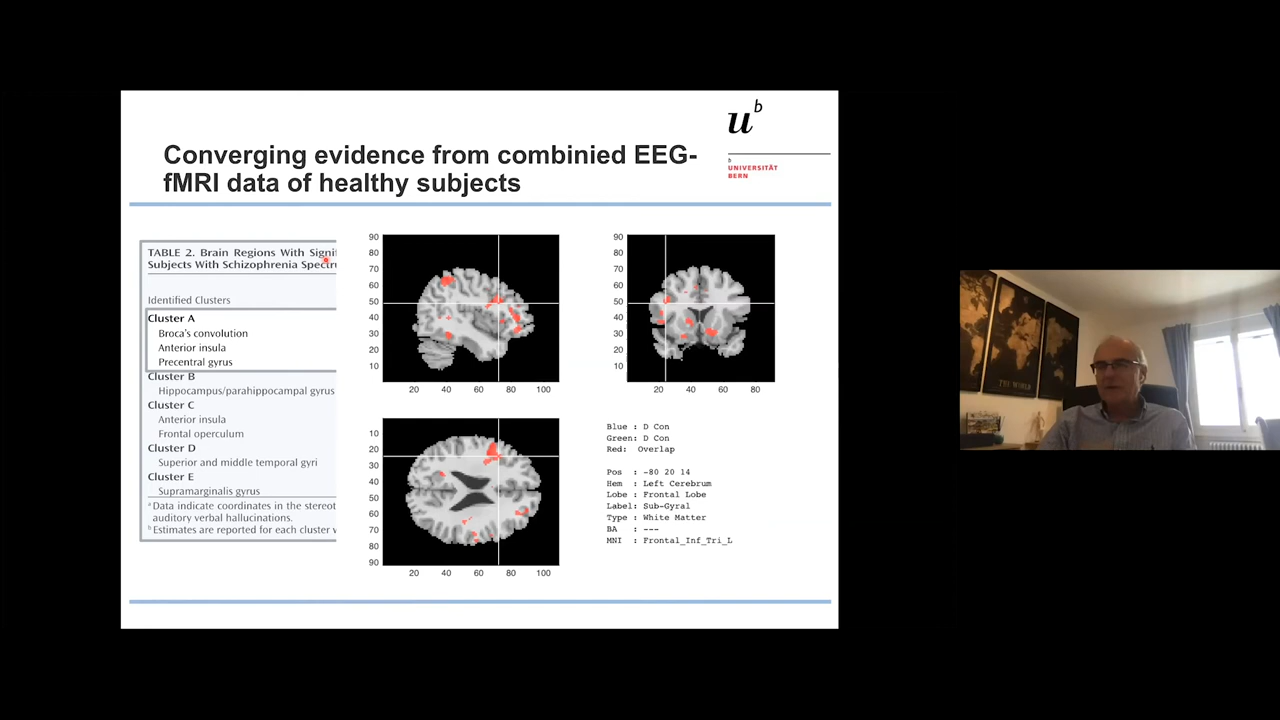 u^b
b
UNIVERSITÄT
BERN
Converging evidence from combinied EEG-
fMRI data of healthy subjects
TABLE 2. Brain Regions With Signif
Subjects With Schizophrenia Spectru
Identified Clusters
Cluster A
Broca's convolution
Anterior insula
Precentral gyrus
Cluster B
Hippocampus/parahippocampal gyrus
Cluster C
Anterior insula
Frontal operculum
Cluster D
Superior and middle temporal gyri
Cluster E
Supramarginalis gyrus
a Data indicate coordinates in the stereot
auditory verbal hallucinations.
b Estimates are reported for each cluster w
90
80
70
60
50
40
30
20
10
20 40 60 80 100
90
80
70
60
50
40
30
20
10
20 40 60 80
10
20
30
40
50
60
70
80
90
20 40 60 80 100
Blue : D Con
Green: D Con
Red: Overlap
Pos : -80 20 14
Hem : Left Cerebrum
Lobe : Frontal Lobe
Label: Sub-Gyral
Type : White Matter
BA : ---
MNI : Frontal_Inf_Tri_L